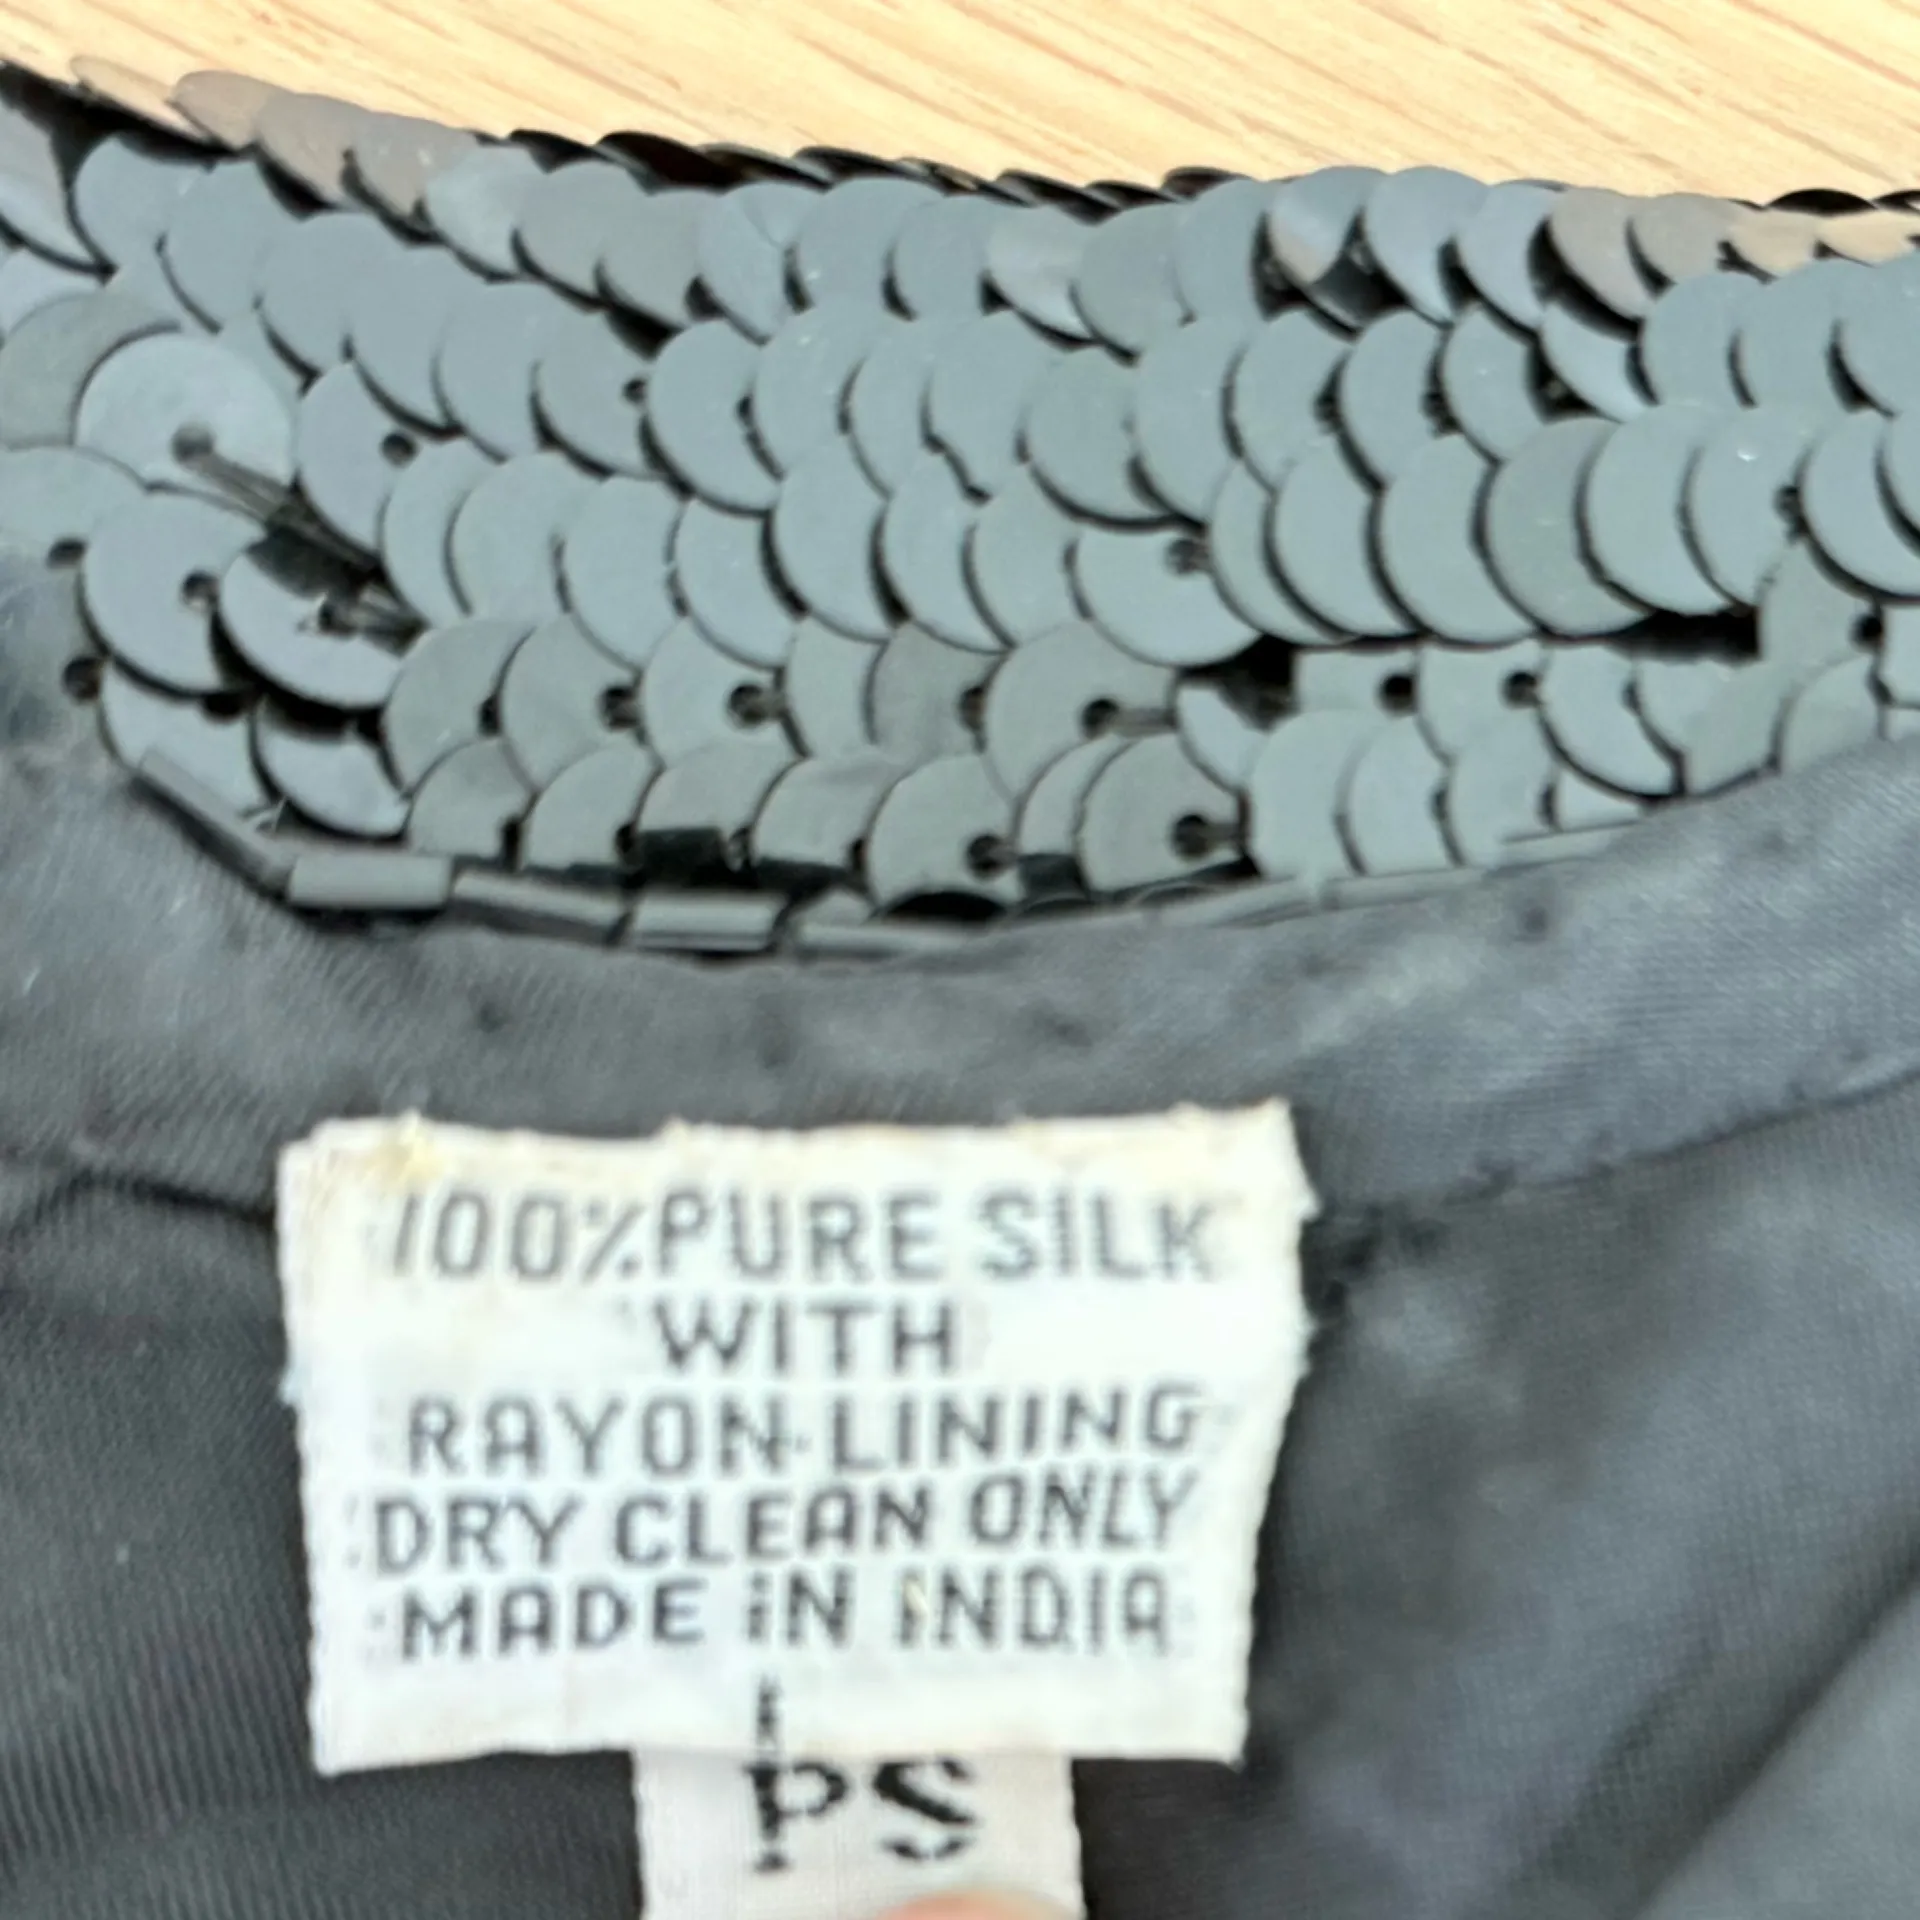 100% PURE SILK
WITH
RAYON LINING
DRY CLEAN ONLY
MADE IN INDIA
PS